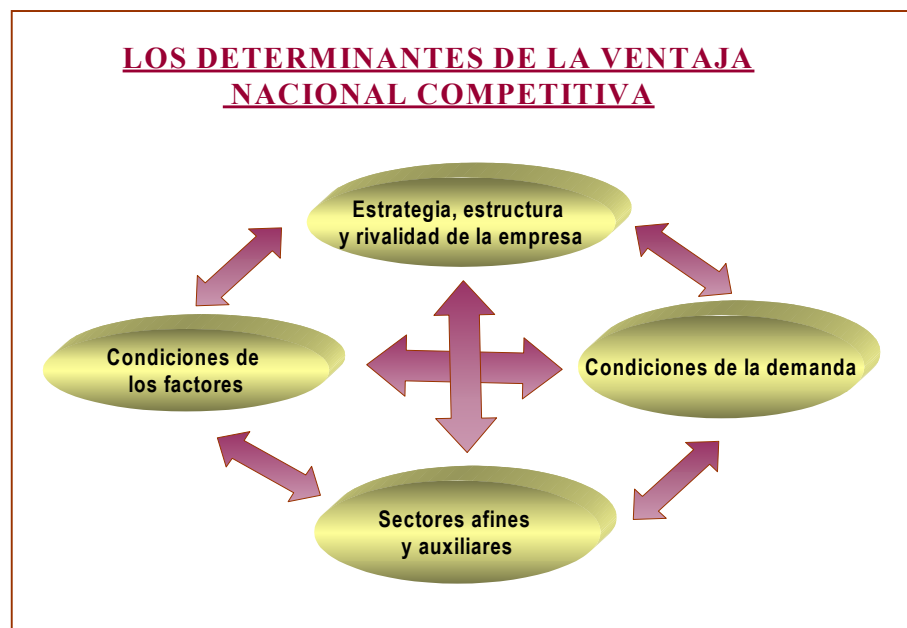 LOS DETERMINANTES DE LA VENTAJA
NACIONAL COMPETITIVA
Estrategia, estructura
y rivalidad de la empresa
Condiciones de
los factores
Condiciones de la demanda
Sectores afines
y auxiliares